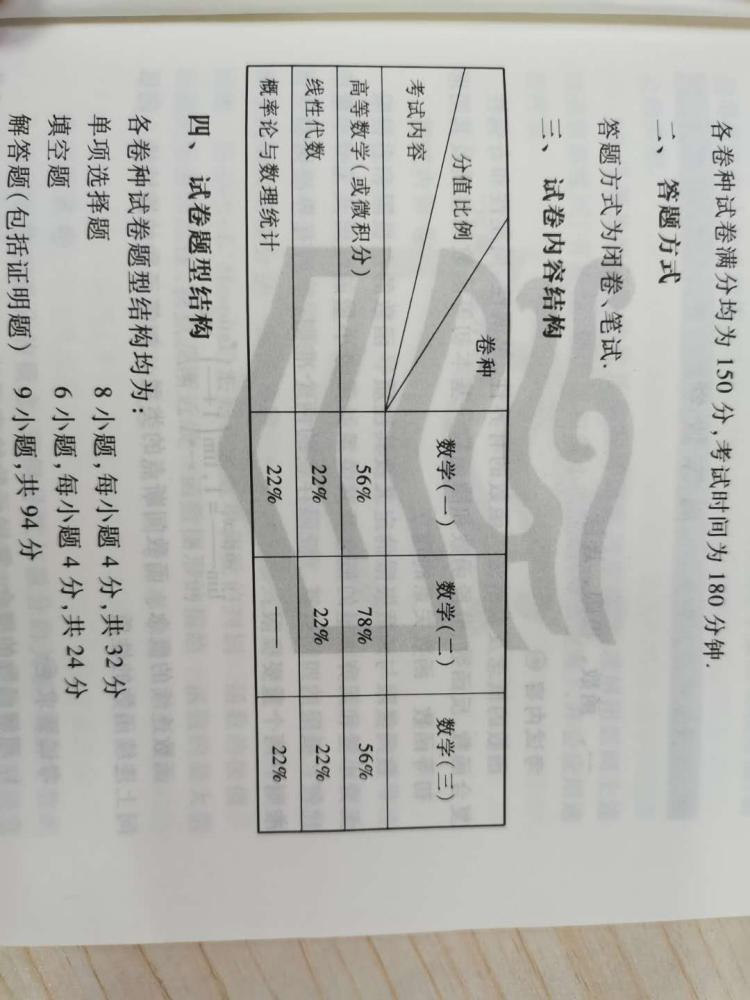 各卷种试卷满分均为 150 分,考试时间为 180 分钟.
二、答题方式
答题方式为闭卷、笔试.
三、试卷内容结构
卷种
分值比例
考试内容
数学(一) 数学(二) 数学(三)
高等数学(或微积分) 56% 78% 56%
线性代数 22% 22% 22%
概率论与数理统计 22% —— 22%
四、试卷题型结构
各卷种试卷题型结构均为:
单项选择题 8 小题,每小题 4 分,共 32 分
填空题 6 小题,每小题 4 分,共 24 分
解答题(包括证明题) 9 小题,共 94 分